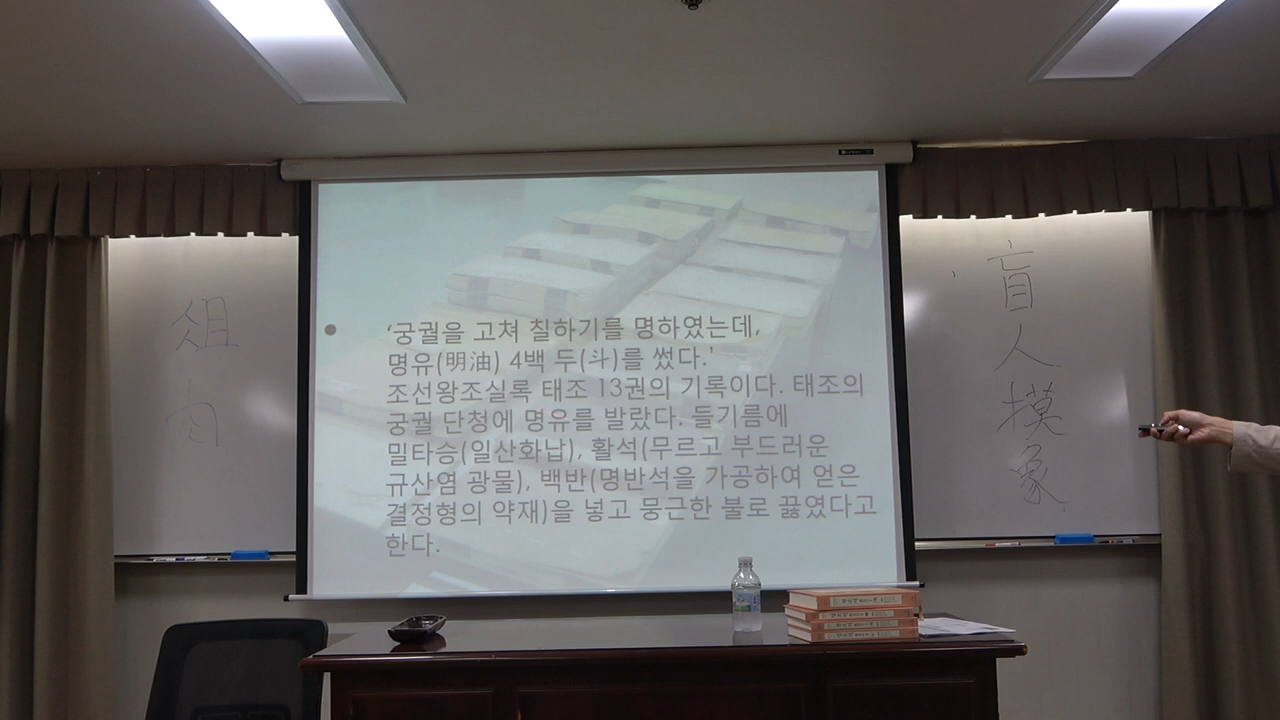 俎
肉
• ‘궁궐을 고쳐 칠하기를 명하였는데,
명유(明油) 4백 두(斗)를 썼다.’
조선왕조실록 태조 13권의 기록이다. 태조의
궁궐 단청에 명유를 발랐다. 들기름에
밀타승(일산화납), 활석(무르고 부드러운
규산염 광물), 백반(명반석을 가공하여 얻은
결정형의 약재)을 넣고 뭉근한 불로 끓였다고
한다.
盲
人
摸
象